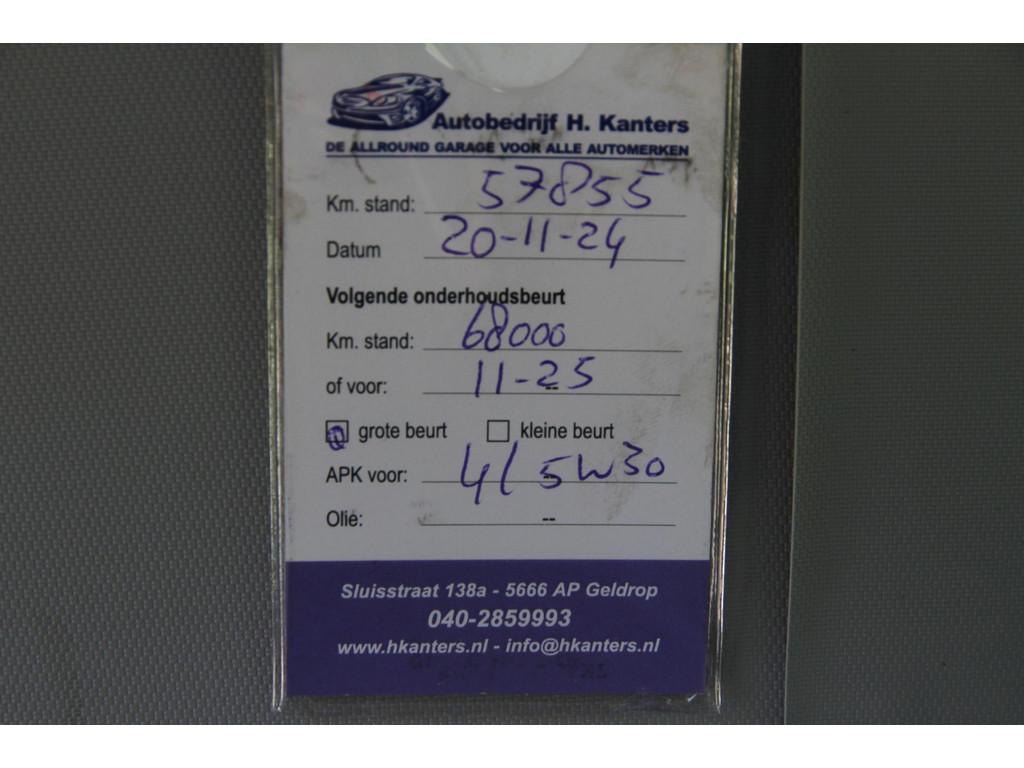 Autobedrijf H. Kanters
DE ALLROUND GARAGE VOOR ALLE AUTOMERKEN
Km. stand: 57855
Datum 20-11-24
Volgende onderhoudsbeurt
Km. stand: 68000
of voor: 11-25
grote beurt kleine beurt
APK voor: 4l 5w30
Olie: --
Sluisstraat 138a - 5666 AP Geldrop
040-2859993
www.hkanters.nl - info@hkanters.nl